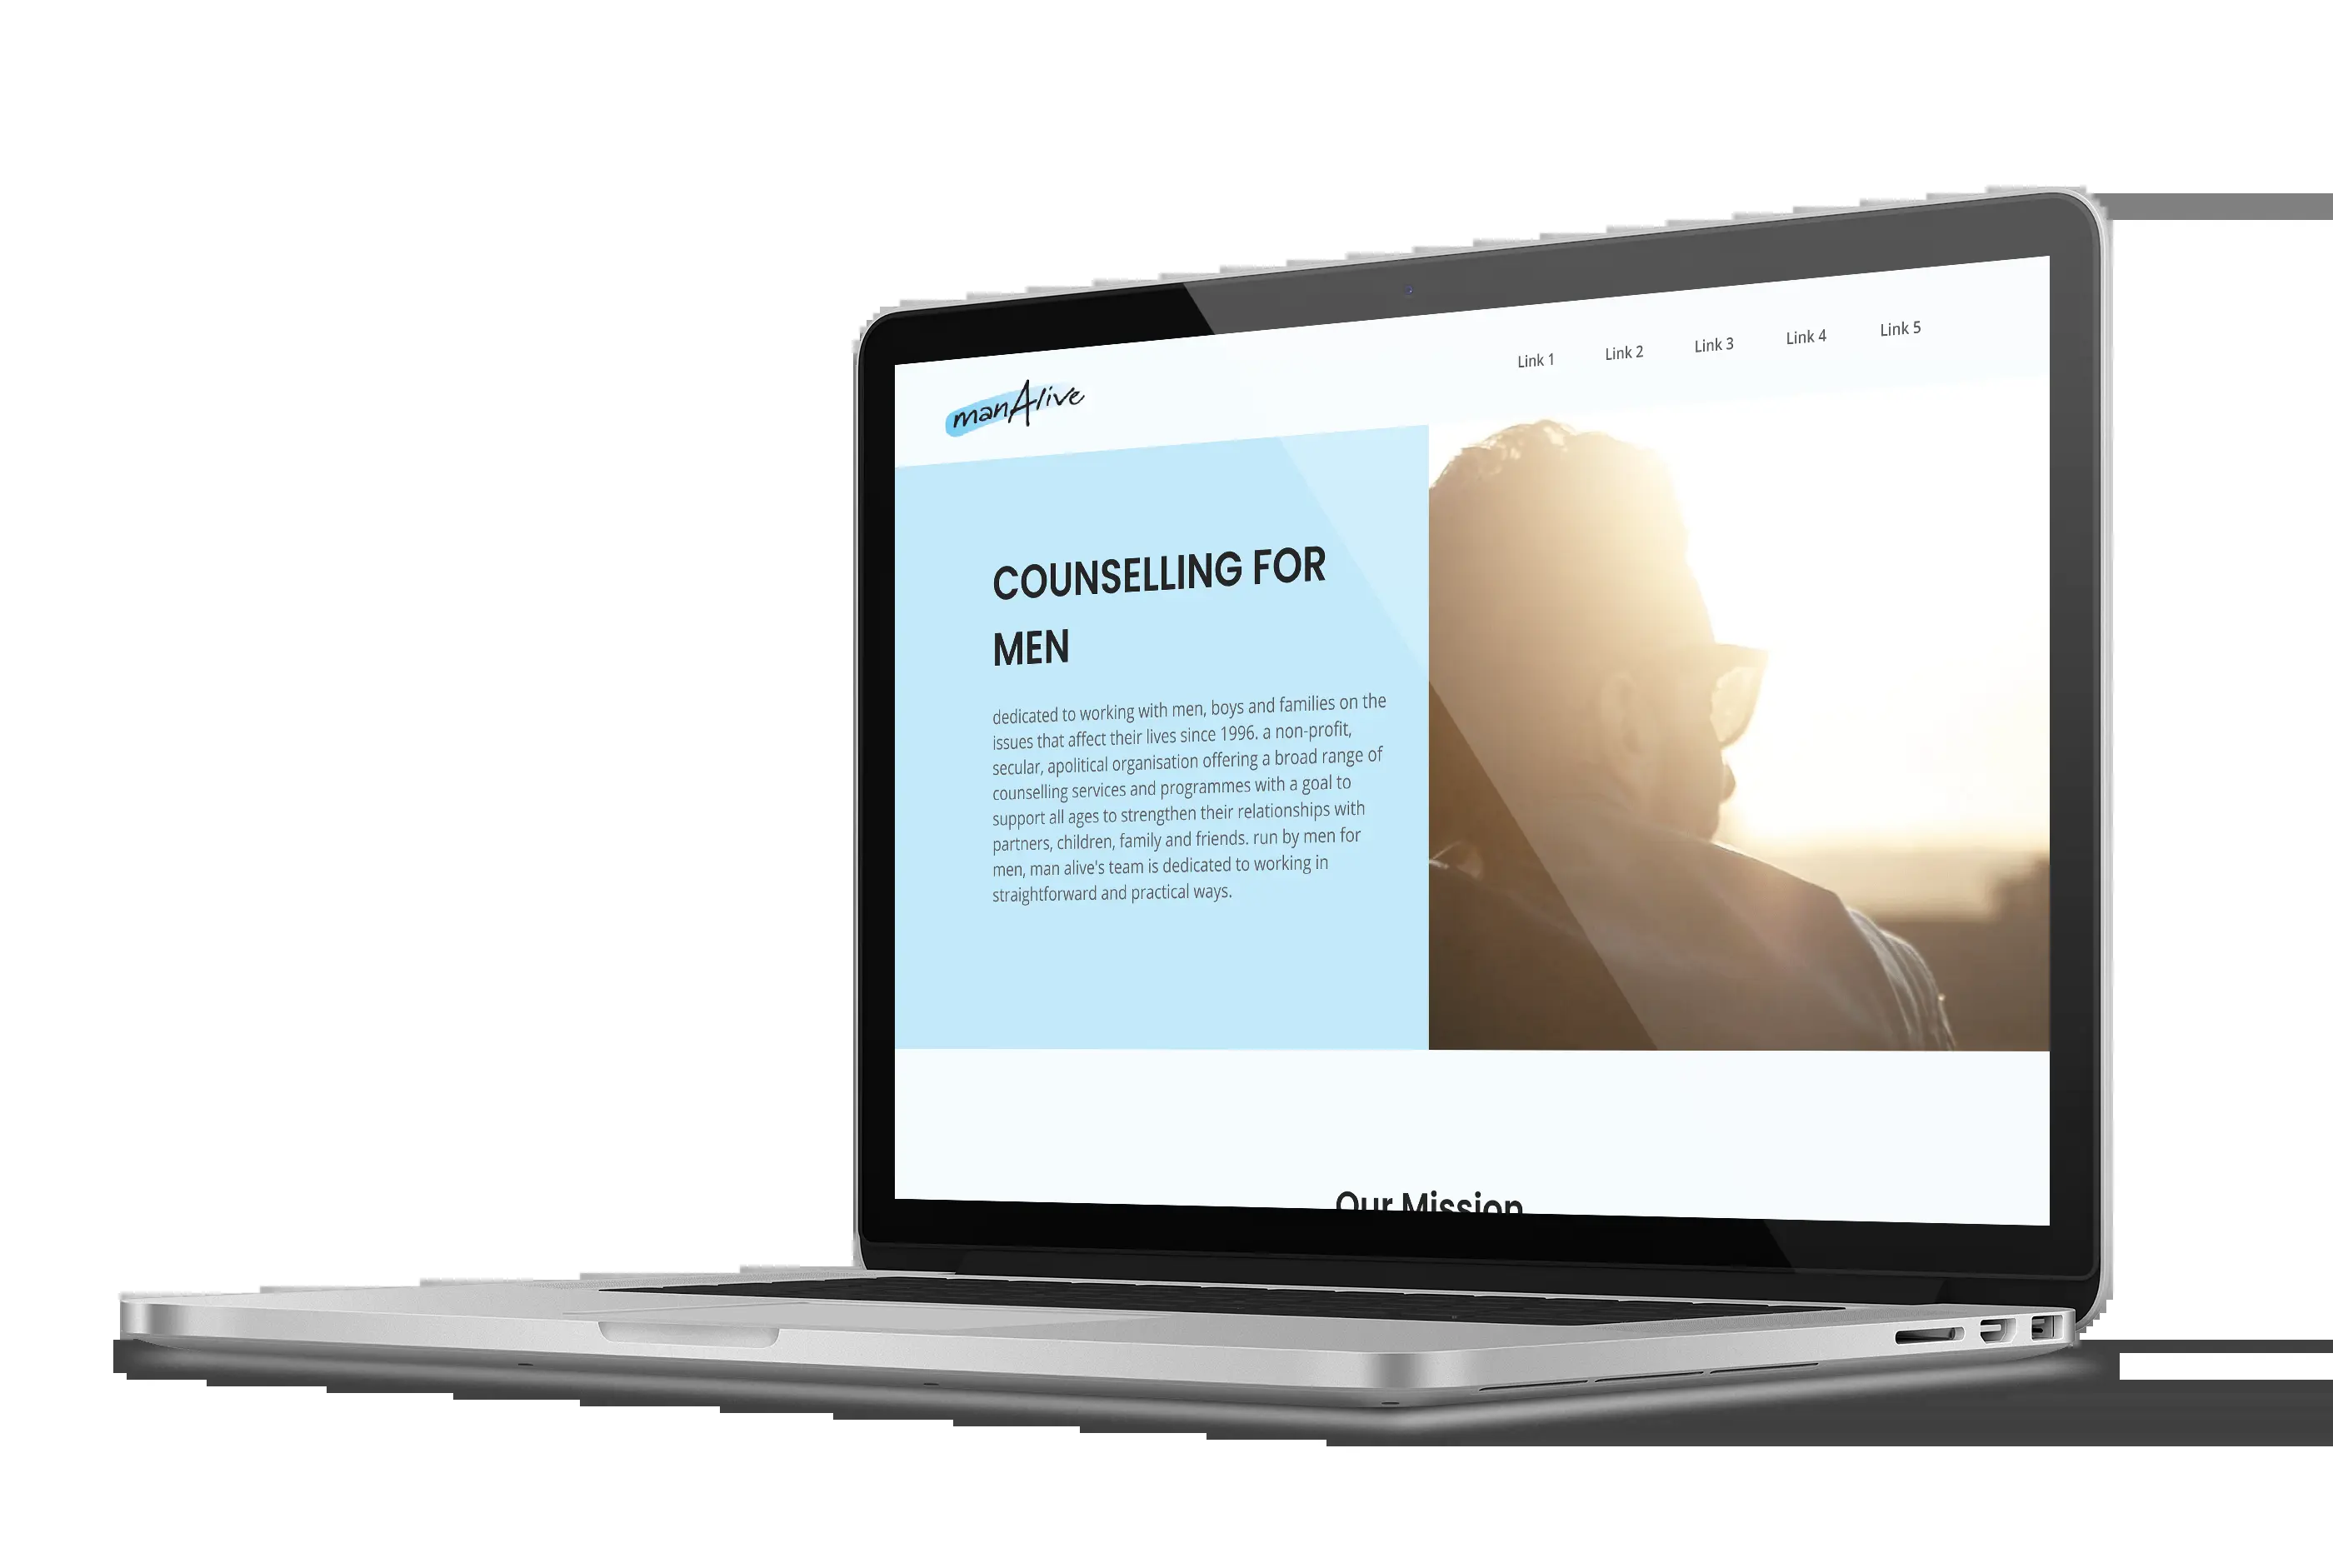 manAlive
Link 1 Link 2 Link 3 Link 4 Link 5
COUNSELLING FOR
MEN
dedicated to working with men, boys and families on the
issues that affect their lives since 1996. a non-profit,
secular, apolitical organisation offering a broad range of
counselling services and programmes with a goal to
support all ages to strengthen their relationships with
partners, children, family and friends. run by men for
men, man alive's team is dedicated to working in
straightforward and practical ways.
Our Mission